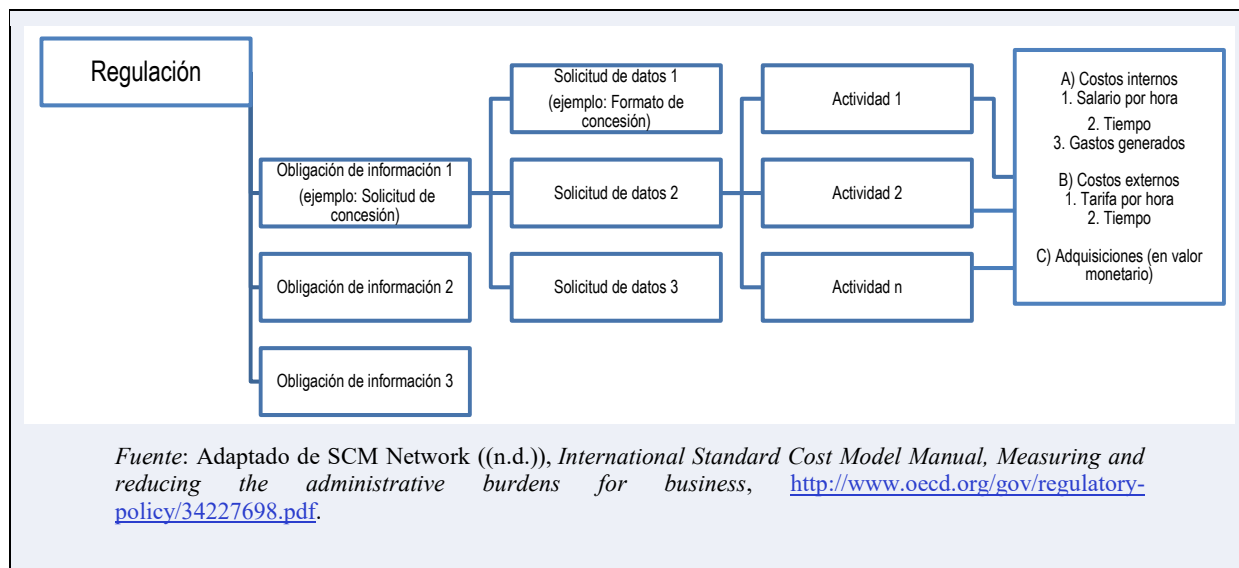 Regulación
Obligación de información 1
(ejemplo: Solicitud de
concesión)
Obligación de información 2
Obligación de información 3
Solicitud de datos 1
(ejemplo: Formato de
concesión)
Solicitud de datos 2
Solicitud de datos 3
Actividad 1
Actividad 2
Actividad n
A) Costos internos
1. Salario por hora
2. Tiempo
3. Gastos generados
B) Costos externos
1. Tarifa por hora
2. Tiempo
C) Adquisiciones (en valor
monetario)
Fuente: Adaptado de SCM Network ((n.d.)), International Standard Cost Model Manual, Measuring and
reducing the administrative burdens for business, http://www.oecd.org/gov/regulatory-
policy/34227698.pdf.